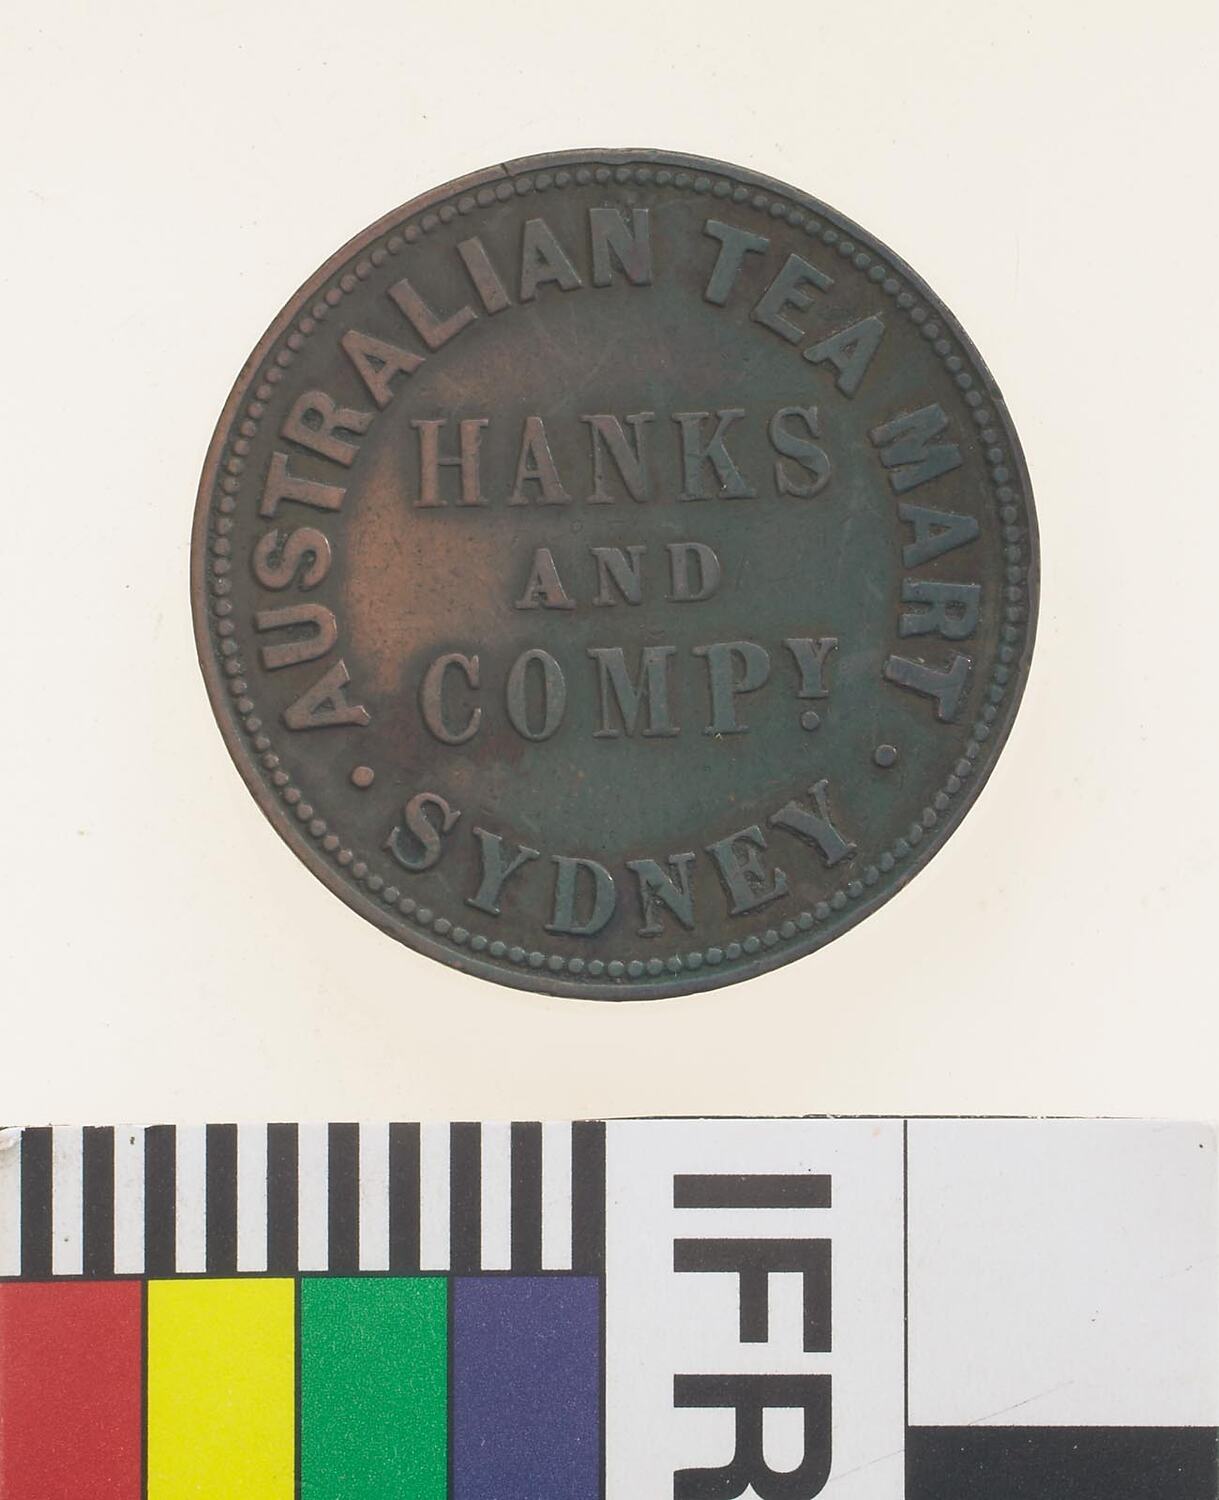 AUSTRALIAN TEA MART
HANKS
AND
COMPY.
· SYDNEY ·
IFR